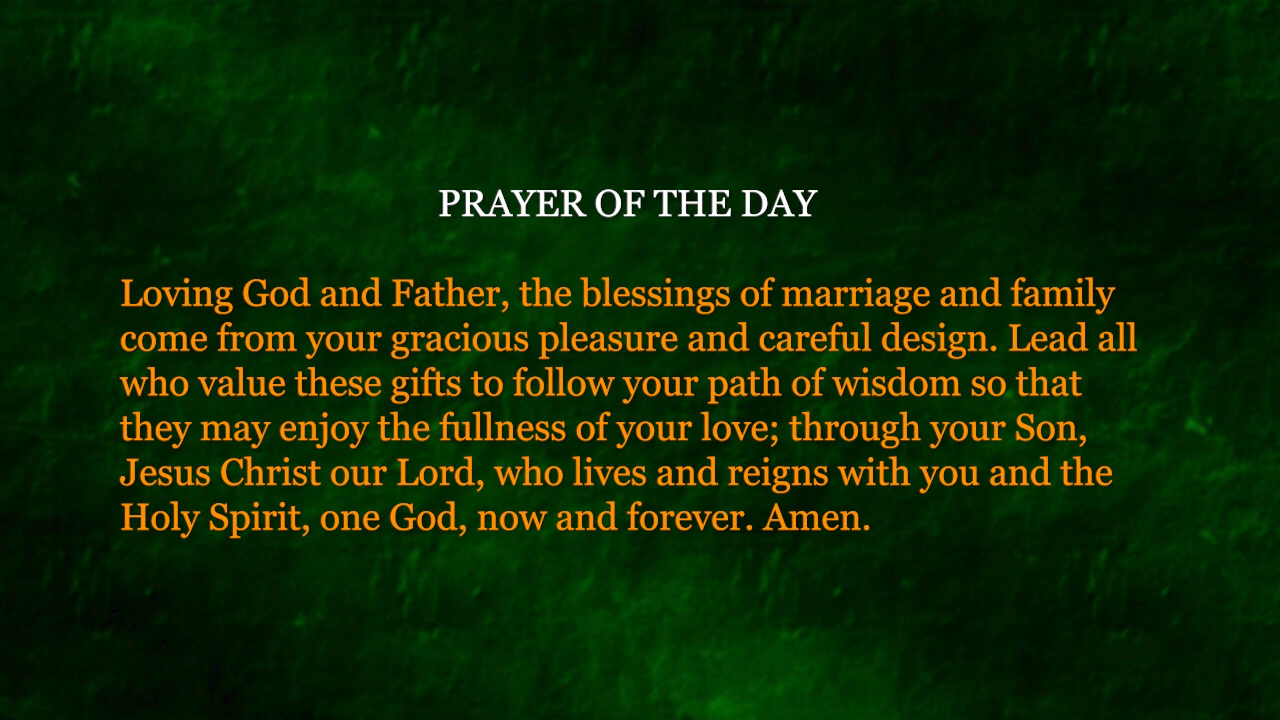 PRAYER OF THE DAY
Loving God and Father, the blessings of marriage and family
come from your gracious pleasure and careful design. Lead all
who value these gifts to follow your path of wisdom so that
they may enjoy the fullness of your love; through your Son,
Jesus Christ our Lord, who lives and reigns with you and the
Holy Spirit, one God, now and forever. Amen.